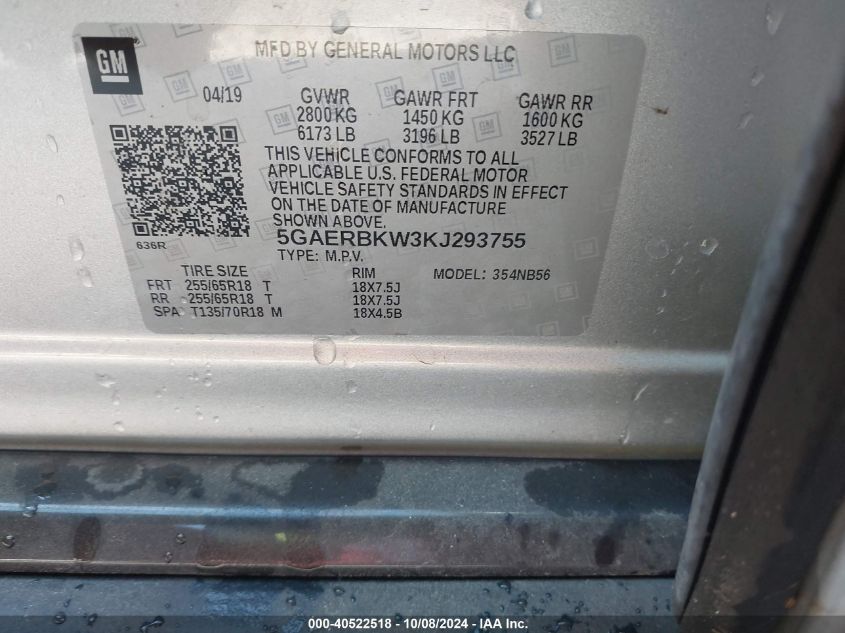 GM
MFD BY GENERAL MOTORS LLC
04/19 GVWR GAWR FRT GAWR RR
2800 KG 1450 KG 1600 KG
6173 LB 3196 LB 3527 LB
THIS VEHICLE CONFORMS TO ALL
APPLICABLE U.S. FEDERAL MOTOR
VEHICLE SAFETY STANDARDS IN EFFECT
ON THE DATE OF MANUFACTURE
SHOWN ABOVE.
636R
5GAERBKW3KJ293755
TYPE: M.P.V. MODEL: 354NB56
TIRE SIZE RIM
FRT 255/65R18 T 18X7.5J
RR 255/65R18 T 18X7.5J
SPA T135/70R18 M 18X4.5B
000-40522518 - 10/08/2024 - IAA Inc.